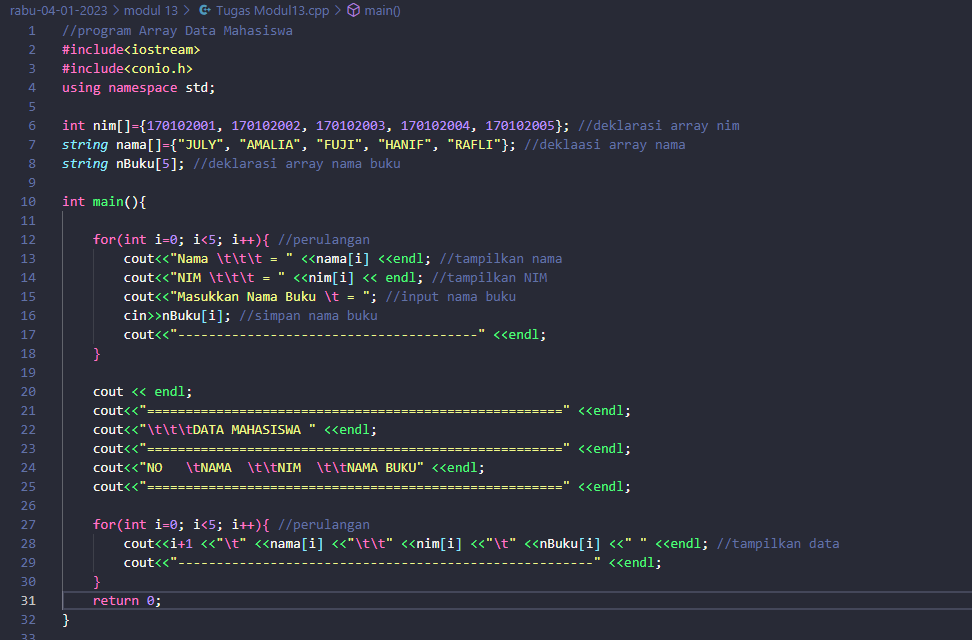 rabu-04-01-2023 > modul 13 > Tugas Modul13.cpp > main()
1 //program Array Data Mahasiswa
2 #include<iostream>
3 #include<conio.h>
4 using namespace std;
5
6 int nim[]={170102001, 170102002, 170102003, 170102004, 170102005}; //deklarasi array nim
7 string nama[]={"JULY", "AMALIA", "FUJI", "HANIF", "RAFLI"}; //deklaasi array nama
8 string nBuku[5]; //deklarasi array nama buku
9
10 int main(){
11
12     for(int i=0; i<5; i++){ //perulangan
13         cout<<"Nama \t\t\t = " <<nama[i] <<endl; //tampilkan nama
14         cout<<"NIM \t\t\t = " <<nim[i] << endl; //tampilkan NIM
15         cout<<"Masukkan Nama Buku \t = "; //input nama buku
16         cin>>nBuku[i]; //simpan nama buku
17         cout<<"---------------------------------------" <<endl;
18     }
19
20     cout << endl;
21     cout<<"======================================================" <<endl;
22     cout<<"\t\t\tDATA MAHASISWA " <<endl;
23     cout<<"======================================================" <<endl;
24     cout<<"NO   \tNAMA  \t\tNIM  \t\tNAMA BUKU" <<endl;
25     cout<<"======================================================" <<endl;
26
27     for(int i=0; i<5; i++){ //perulangan
28         cout<<i+1 <<"\t" <<nama[i] <<"\t\t" <<nim[i] <<"\t" <<nBuku[i] <<" " <<endl; //tampilkan data
29         cout<<"------------------------------------------------------" <<endl;
30     }
31     return 0;
32 }
33